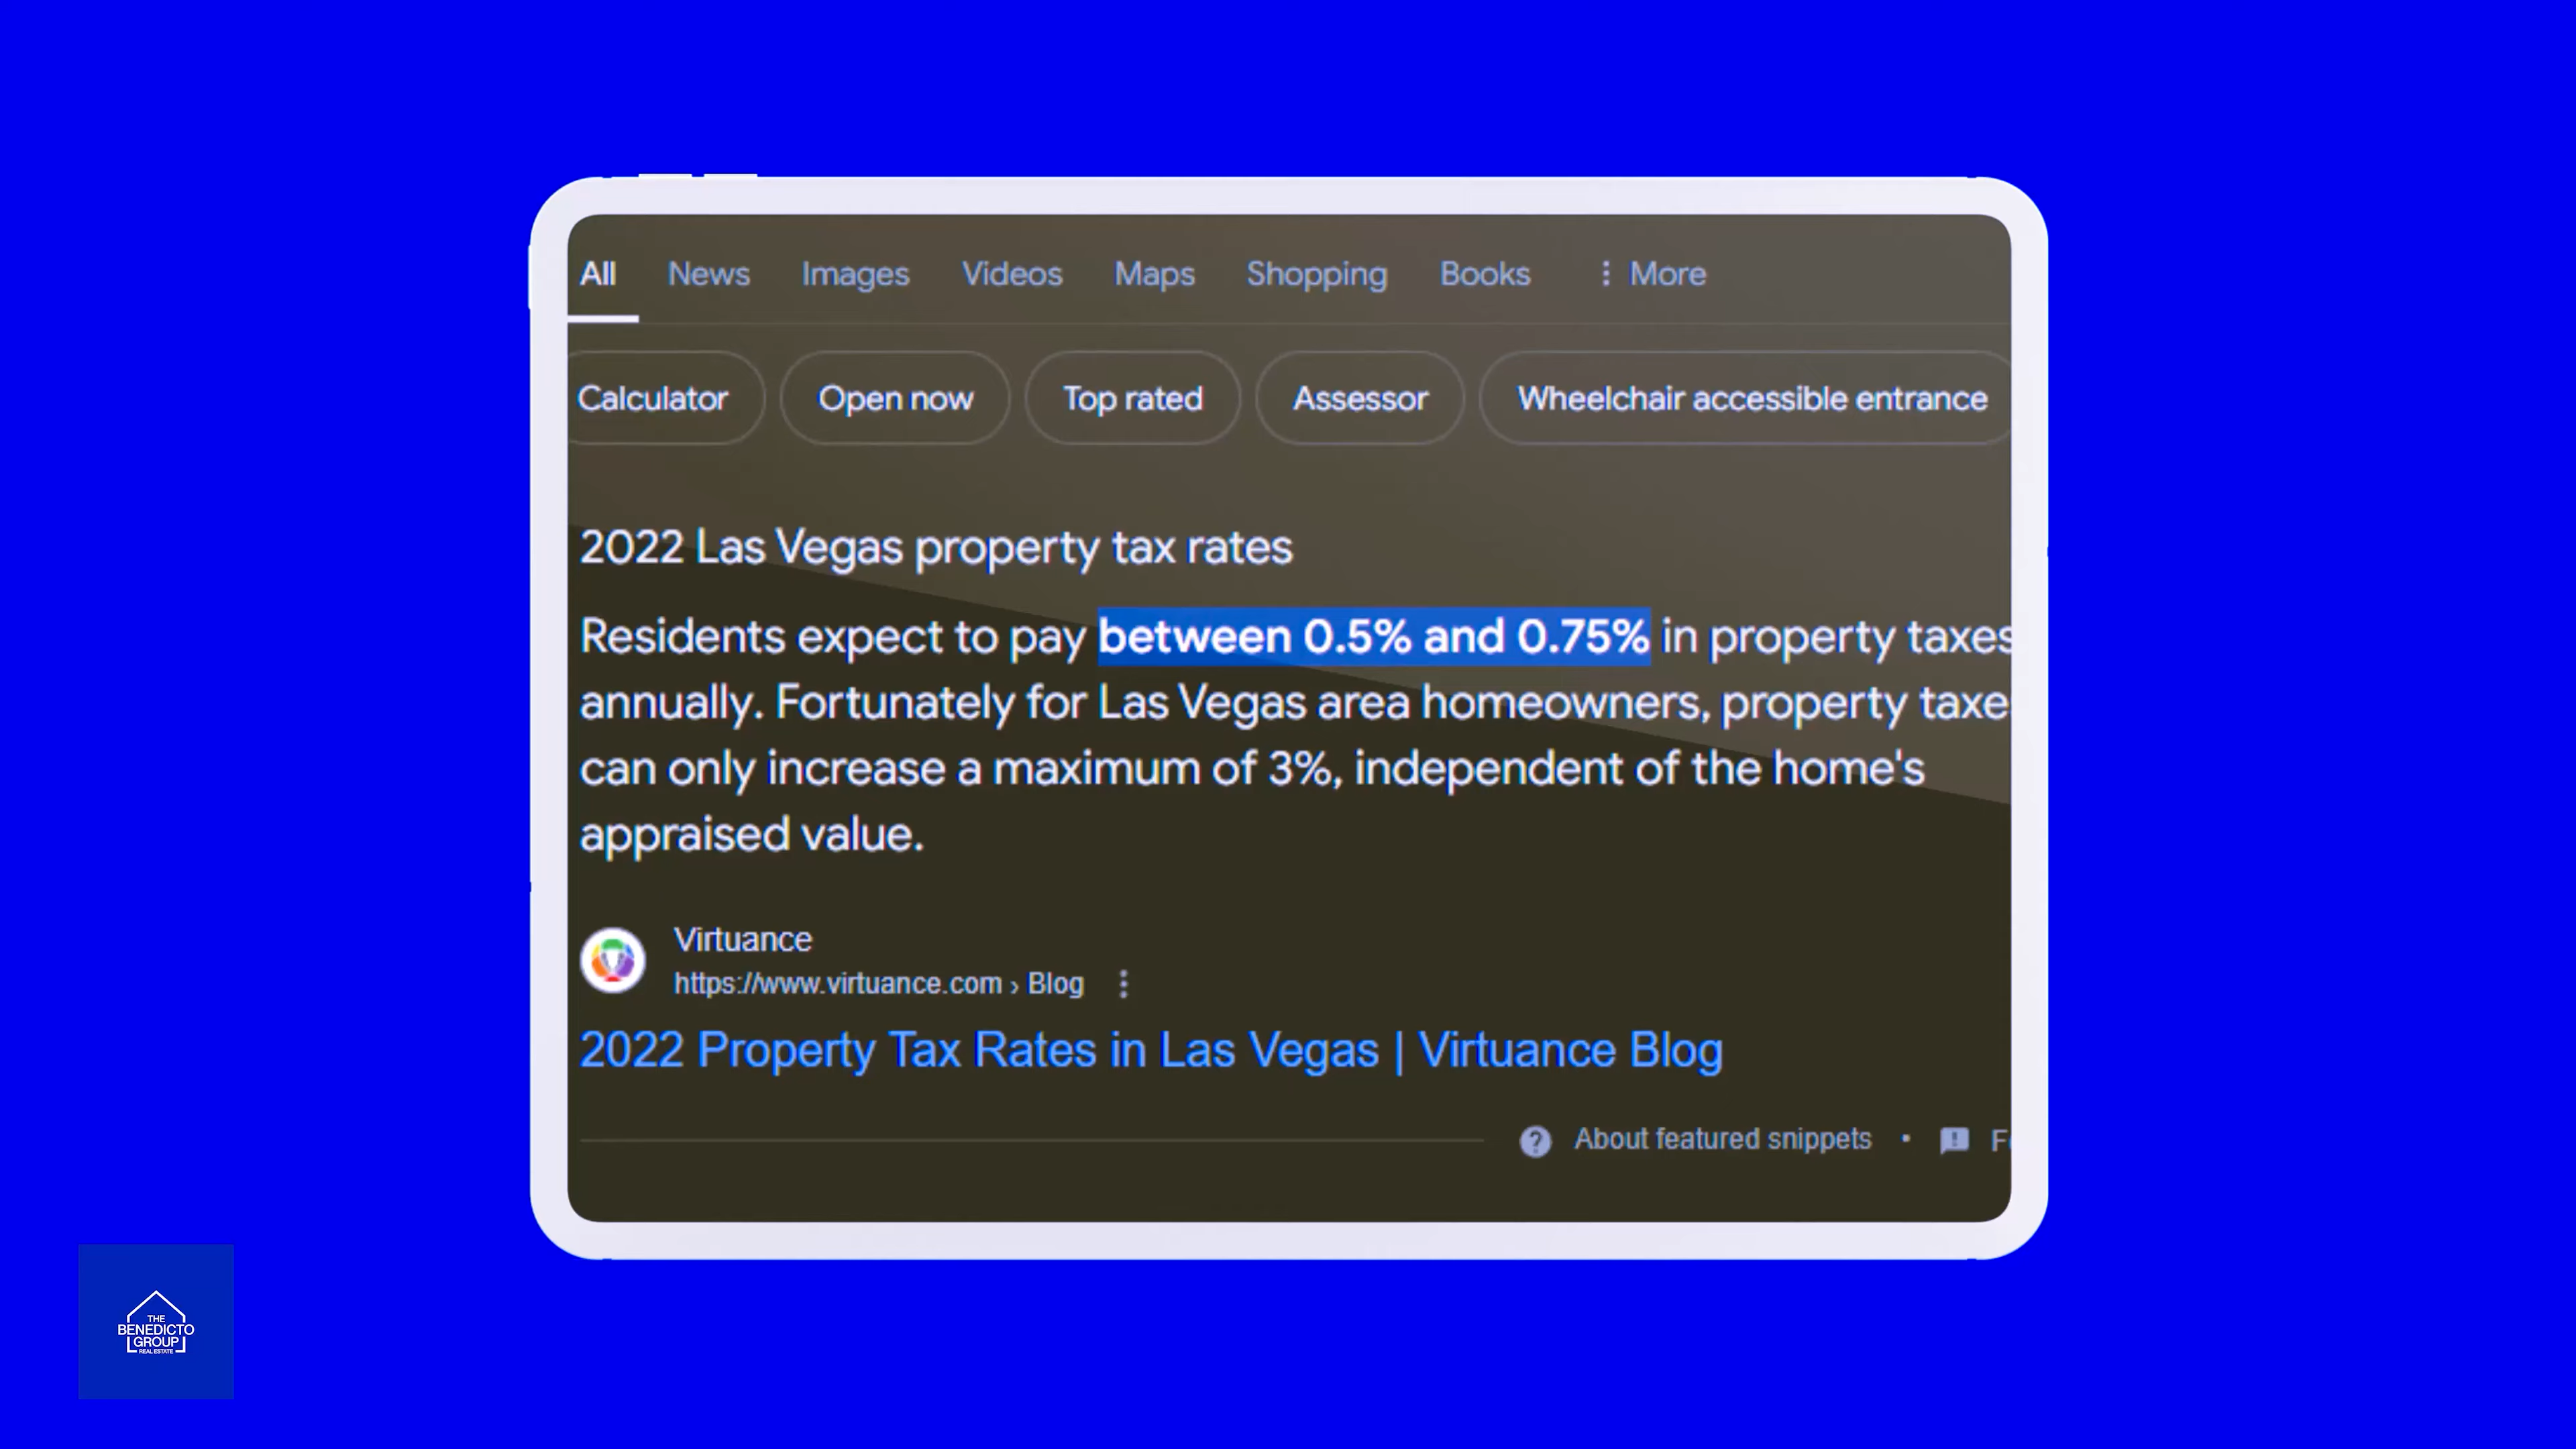 All News Images Videos Maps Shopping Books More
Calculator Open now Top rated Assessor Wheelchair accessible entrance
2022 Las Vegas property tax rates
Residents expect to pay between 0.5% and 0.75% in property taxes
annually. Fortunately for Las Vegas area homeowners, property taxe
can only increase a maximum of 3%, independent of the home's
appraised value.
Virtuance
https://www.virtuance.com › Blog
2022 Property Tax Rates in Las Vegas | Virtuance Blog
About featured snippets •
THE
BENEDICTO
GROUP
REAL ESTATE